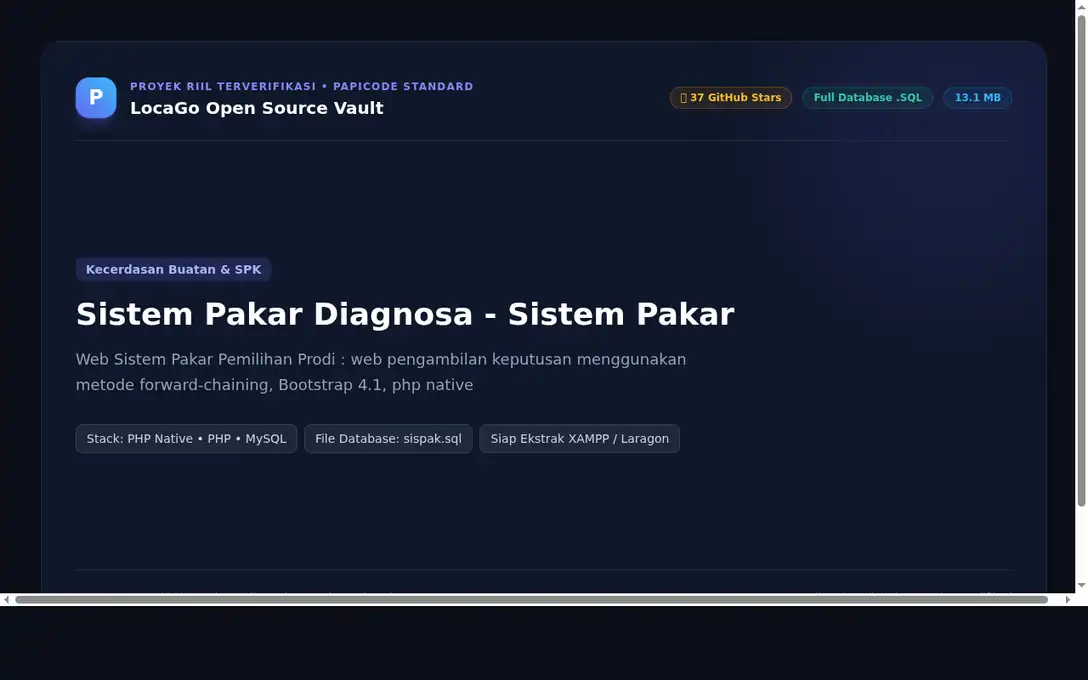 P
PROYEK RIIL TERVERIFIKASI • PAPICODE STANDARD
LocaGo Open Source Vault
37 GitHub Stars
Full Database .SQL
13.1 MB
Kecerdasan Buatan & SPK
Sistem Pakar Diagnosa - Sistem Pakar
Web Sistem Pakar Pemilihan Prodi : web pengambilan keputusan menggunakan
metode forward-chaining, Bootstrap 4.1, php native
Stack: PHP Native • PHP • MySQL
File Database: sispak.sql
Siap Ekstrak XAMPP / Laragon